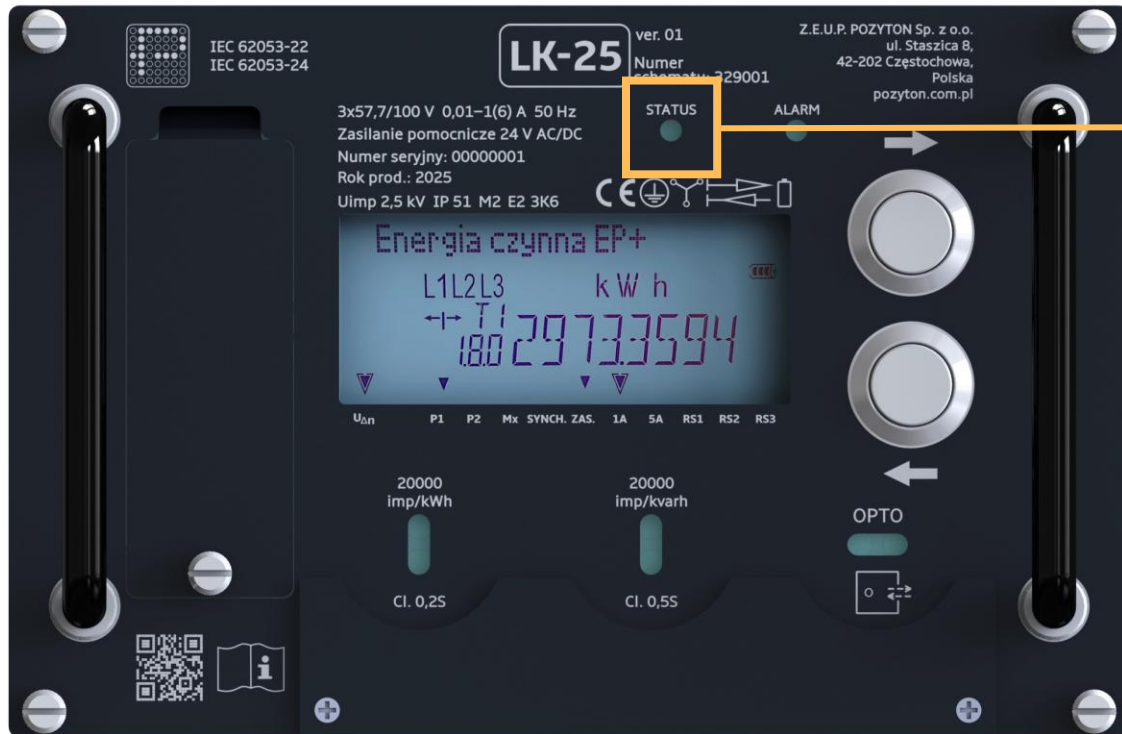 IEC 62053-22
IEC 62053-24
LK-25
ver. 01
Numer
schematu: 329001
Z.E.U.P. POZYTON Sp. z o.o.
ul. Staszica 8,
42-202 Częstochowa,
Polska
pozyton.com.pl
3x57,7/100 V 0,01–1(6) A 50 Hz
Zasilanie pomocnicze 24 V AC/DC
Numer seryjny: 00000001
Rok prod.: 2025
Uimp 2,5 kV IP 51 M2 E2 3K6
STATUS
ALARM
CE
Energia czynna EP+
L1L2L3 kWh
T1
1.8.0 2973.3594
UΔn P1 P2 Mx SYNCH. ZAS. 1A 5A RS1 RS2 RS3
20000
imp/kWh
Cl. 0,2S
20000
imp/kvarh
Cl. 0,5S
OPTO
i